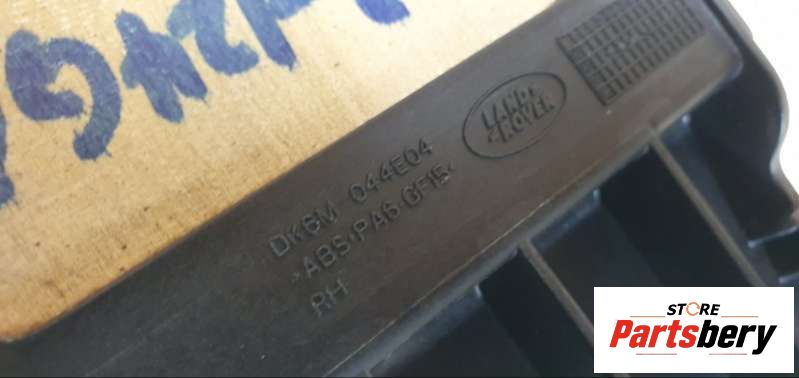 LAND-
-ROVER
DK6M 044E04
>ABS+PA6 GF15<
RH
STORE
Partsbery